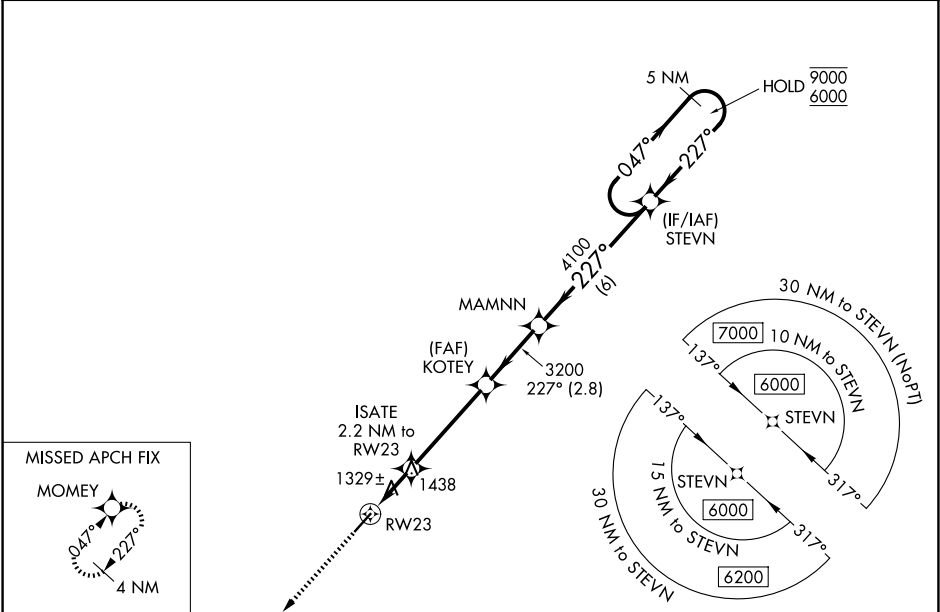 5 NM
HOLD
9000
6000
047°
227°
(IF/IAF)
STEVN
4100
227°
(6)
MAMNN
3200
227° (2.8)
(FAF)
KOTEY
ISATE
2.2 NM to
RW23
1329±
1438
RW23
MISSED APCH FIX
MOMEY
047°
227°
4 NM
30 NM to STEVN (NoPT)
7000
10 NM to STEVN
137°
6000
STEVN
317°
137°
STEVN
6000
15 NM to STEVN
317°
30 NM to STEVN
6200